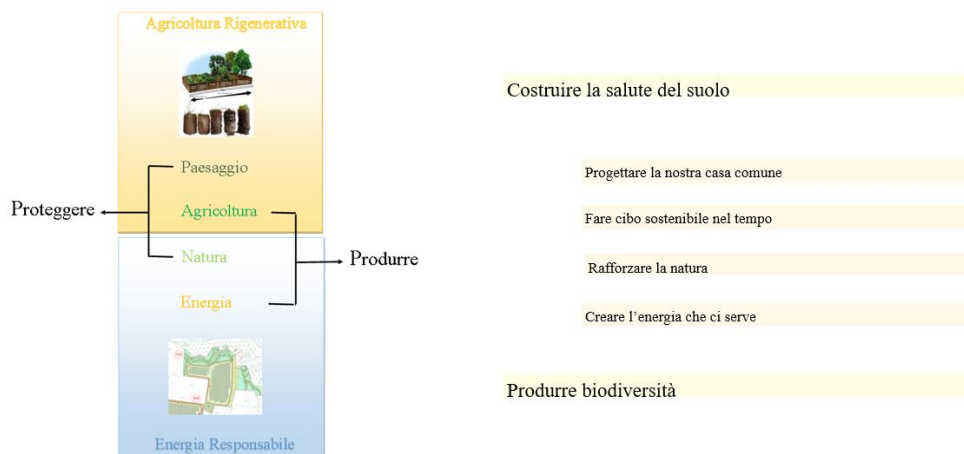 Agricoltura Rigenerativa
Paesaggio
Proteggere
Agricoltura
Natura
Produrre
Energia
Energia Responsabile
Costruire la salute del suolo
Progettare la nostra casa comune
Fare cibo sostenibile nel tempo
Rafforzare la natura
Creare l'energia che ci serve
Produrre biodiversità